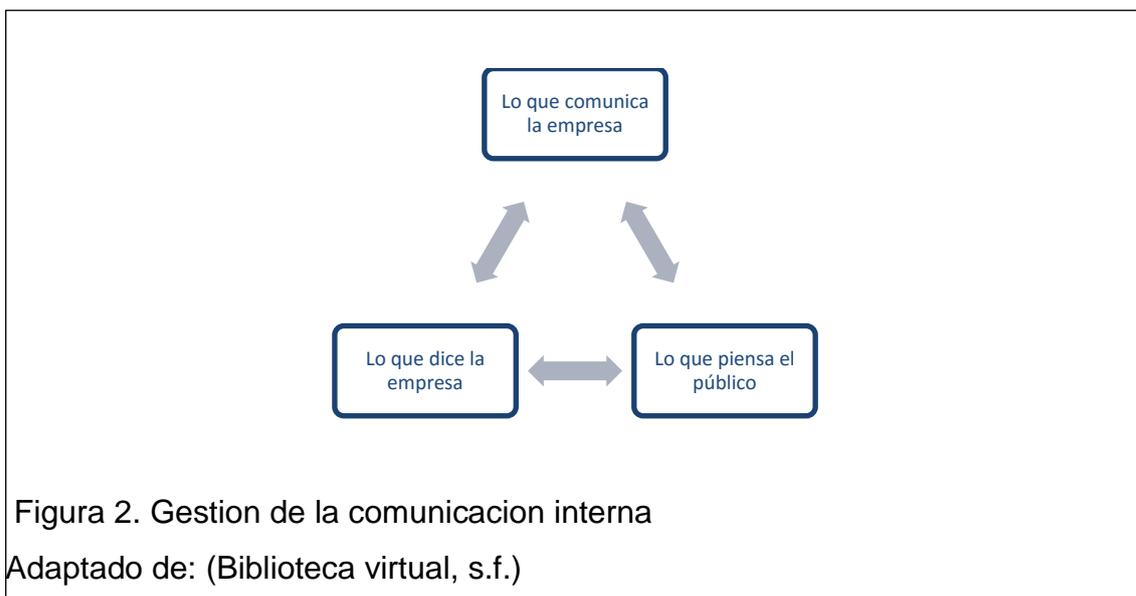 Lo que comunica
la empresa
Lo que dice la
empresa
Lo que piensa el
público
Figura 2. Gestion de la comunicacion interna
Adaptado de: (Biblioteca virtual, s.f.)